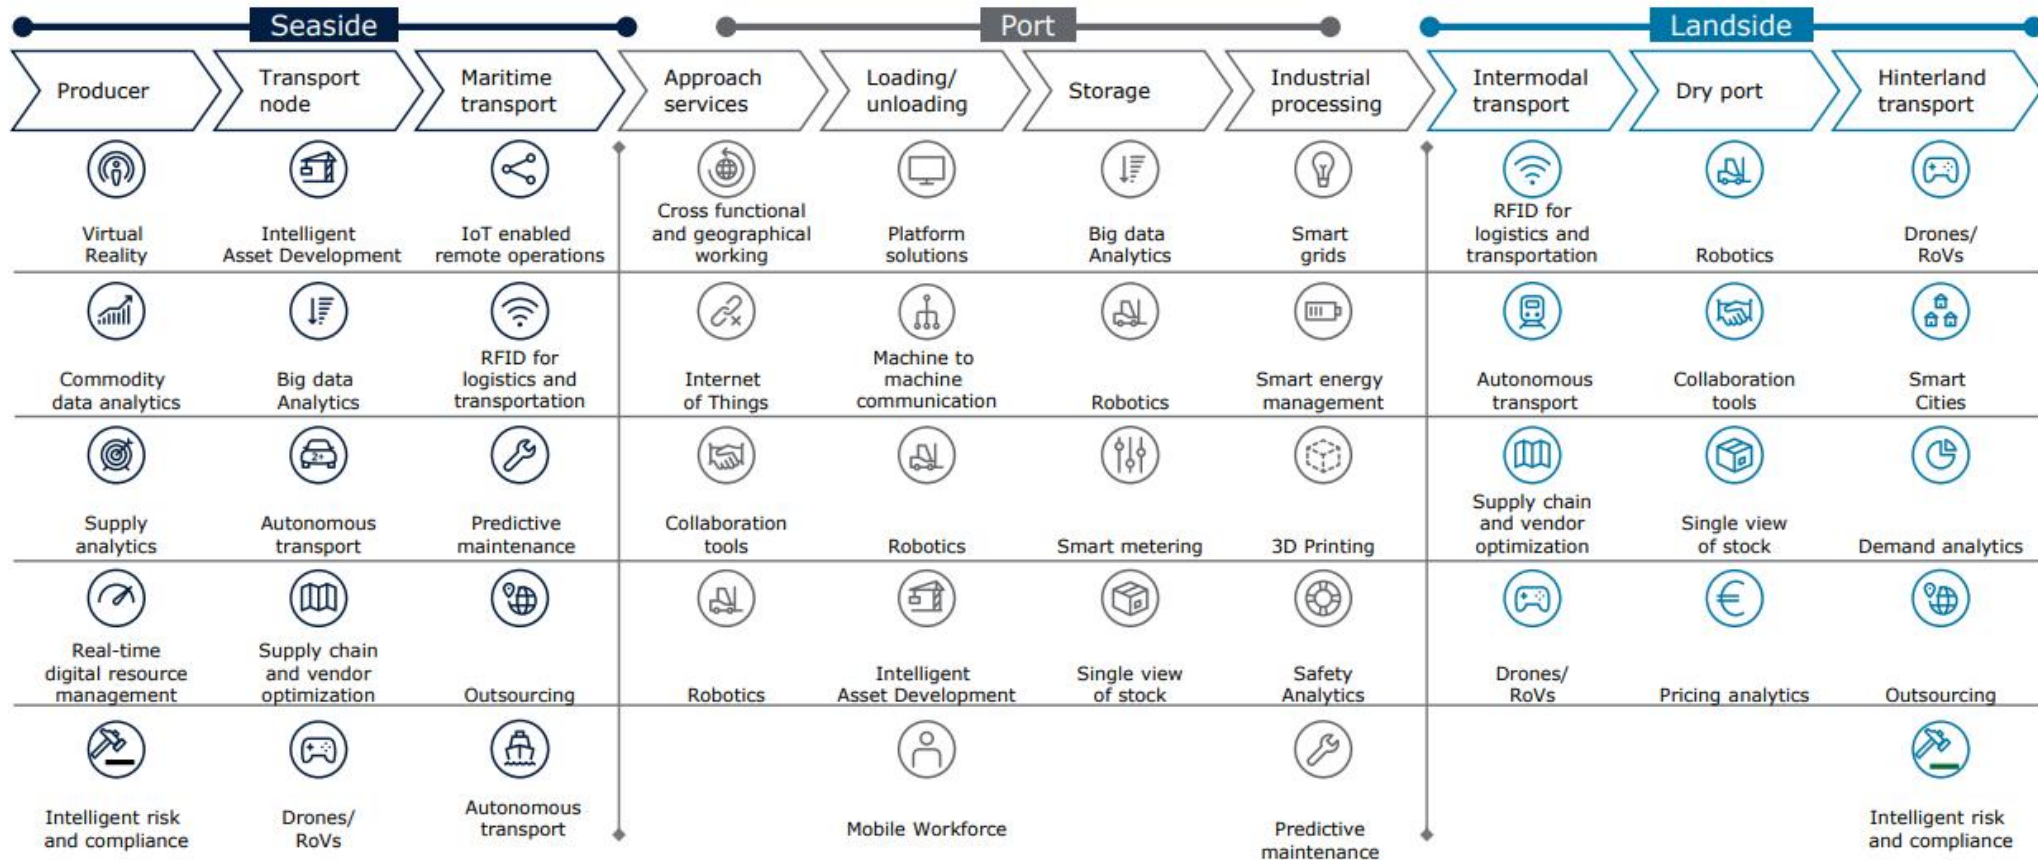 Seaside
Port
Landside
Producer
Transport
node
Maritime
transport
Approach
services
Loading/
unloading
Storage
Industrial
processing
Intermodal
transport
Dry port
Hinterland
transport
Virtual
Reality
Intelligent
Asset Development
IoT enabled
remote operations
Cross functional
and geographical
working
Platform
solutions
Big data
Analytics
Smart
grids
RFID for
logistics and
transportation
Robotics
Drones/
RoVs
Commodity
data analytics
Big data
Analytics
RFID for
logistics and
transportation
Internet
of Things
Machine to
machine
communication
Robotics
Smart energy
management
Autonomous
transport
Collaboration
tools
Smart
Cities
Supply
analytics
2+
Autonomous
transport
Predictive
maintenance
Collaboration
tools
Robotics
Smart metering
3D Printing
Supply chain
and vendor
optimization
Single view
of stock
Demand analytics
Real-time
digital resource
management
Supply chain
and vendor
optimization
Outsourcing
Robotics
Intelligent
Asset Development
Single view
of stock
Safety
Analytics
Drones/
RoVs
€
Pricing analytics
Outsourcing
Intelligent risk
and compliance
Drones/
RoVs
Autonomous
transport
Mobile Workforce
Predictive
maintenance
Intelligent risk
and compliance